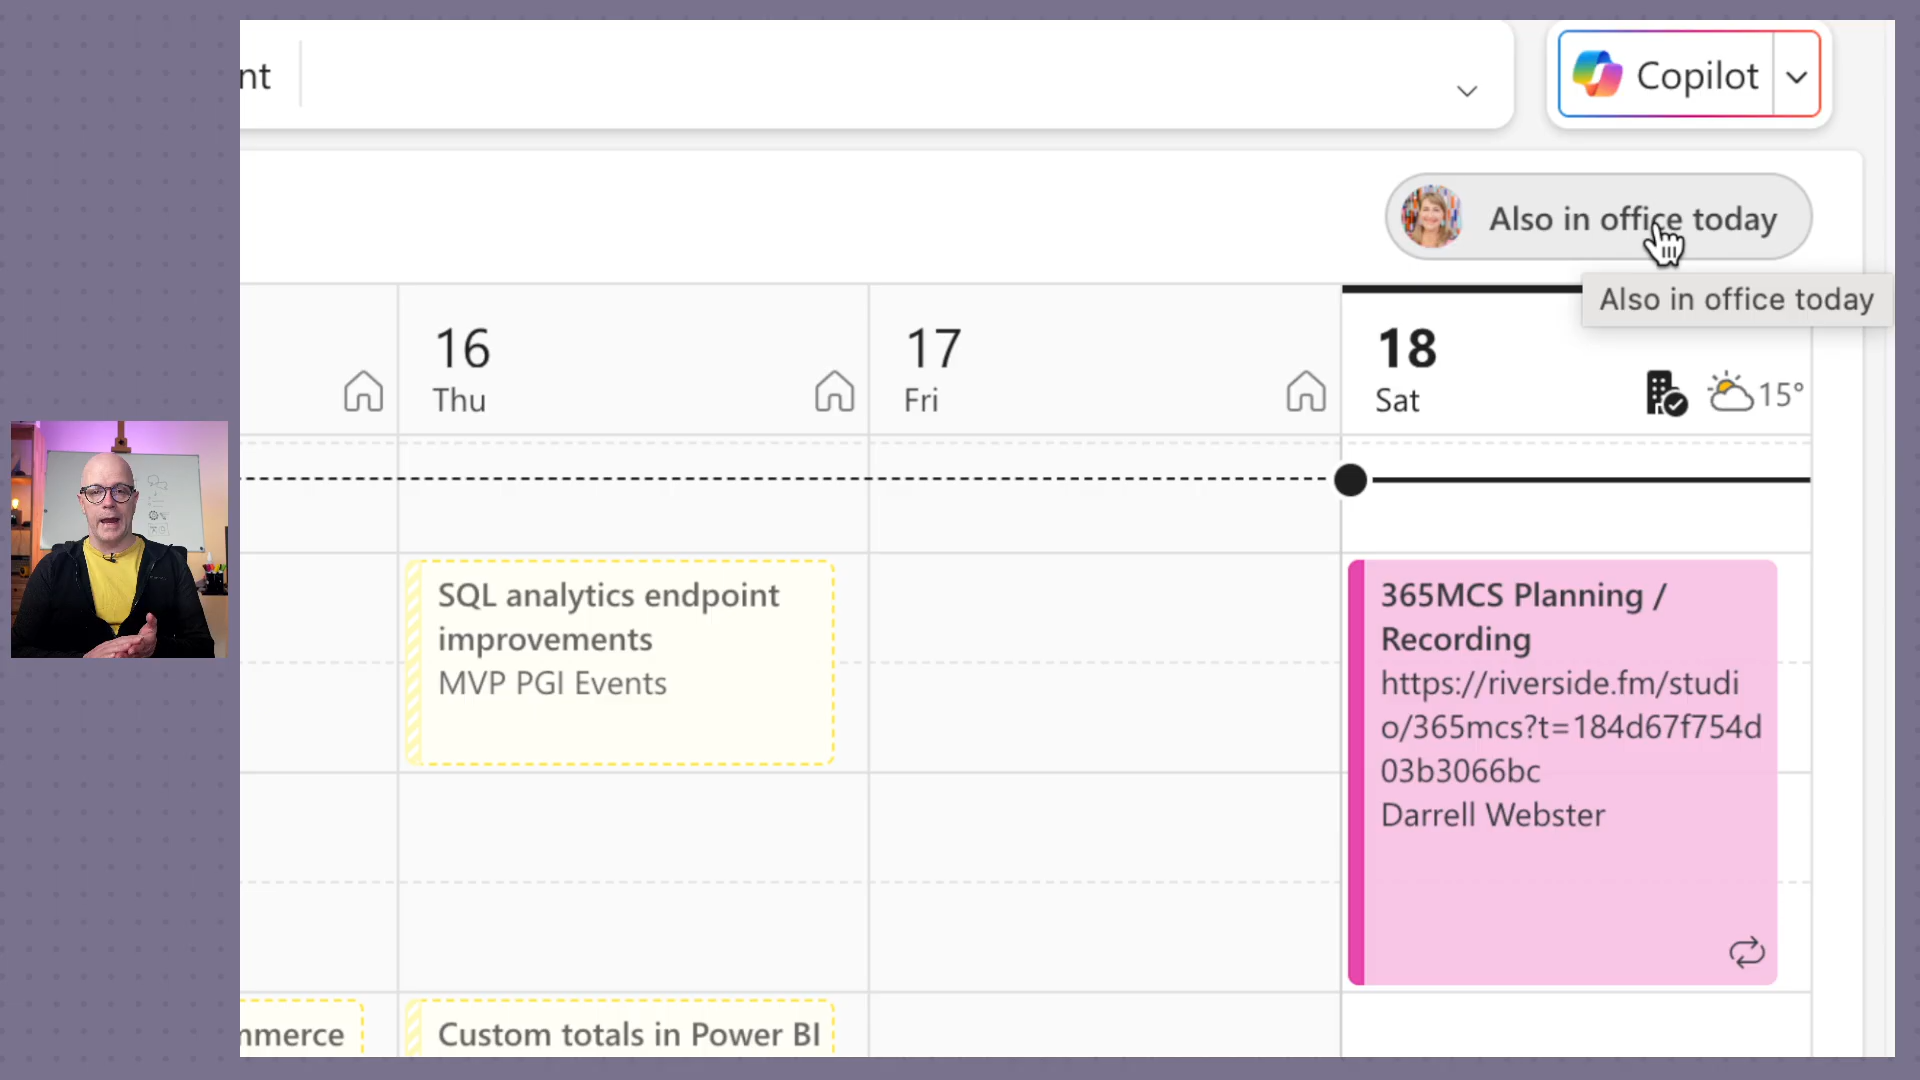 nt
Copilot
Also in office today
Also in office today
16
Thu
17
Fri
18
Sat
15°
SQL analytics endpoint
improvements
MVP PGI Events
365MCS Planning /
Recording
https://riverside.fm/studi
o/365mcs?t=184d67f754d
03b3066bc
Darrell Webster
nmerce
Custom totals in Power BI